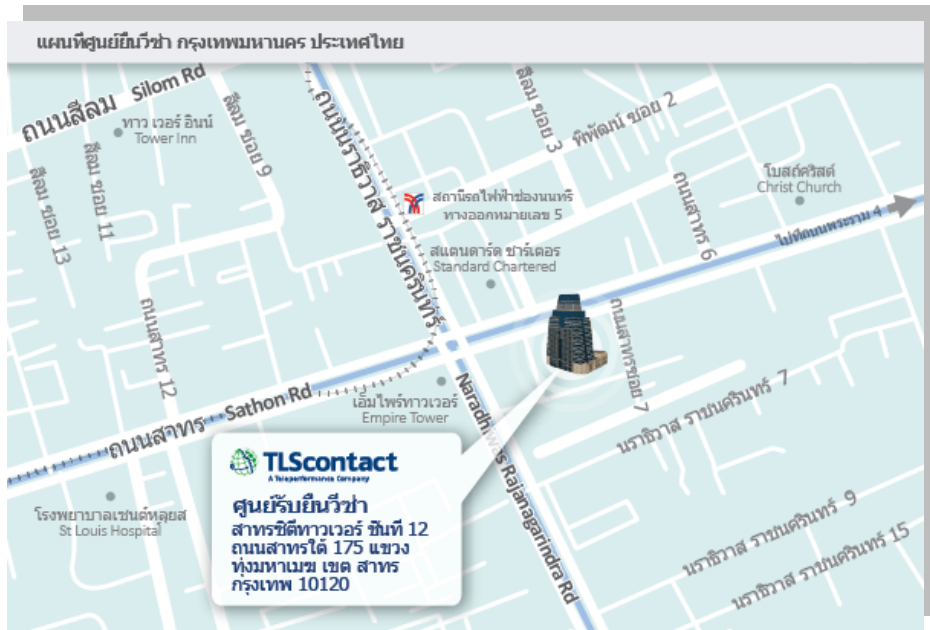 แผนที่ศูนย์ยื่นวีซ่า กรุงเทพมหานคร ประเทศไทย
ถนนสีลม Silom Rd
ทาว เวอร์ อินน์
Tower Inn
สีลม ซอย 9
สีลม ซอย 11
สีลม ซอย 13
ถนนนราธิวาส ราชนครินทร์
สีลม ซอย 3
พิพัฒน์ ซอย 2
สถานีรถไฟฟ้าช่องนนทรี
ทางออกหมายเลข 5
โบสถ์คริสต์
Christ Church
ถนนสาทร 6
ไปที่ถนนพระราม 4
สแตนดาร์ด ชาร์เตอร์
Standard Chartered
ถนนสาทร 12
ถนนสาทรซอย 7
ถนนสาทร Sathon Rd
เอ็มไพร์ทาวเวอร์
Empire Tower
Naradhiwas Rajanagarindra Rd
นราธิวาส ราชนครินทร์ 7
นราธิวาส ราชนครินทร์ 9
นราธิวาส ราชนครินทร์ 15
โรงพยาบาลเซนต์หลุยส
St Louis Hospital
TLScontact
A Teleperformance Company
ศูนย์รับยื่นวีซ่า
สาทรซิตีทาวเวอร์ ชั้นที่ 12
ถนนสาทรใต้ 175 แขวง
ทุ่งมหาเมฆ เขต สาทร
กรุงเทพ 10120